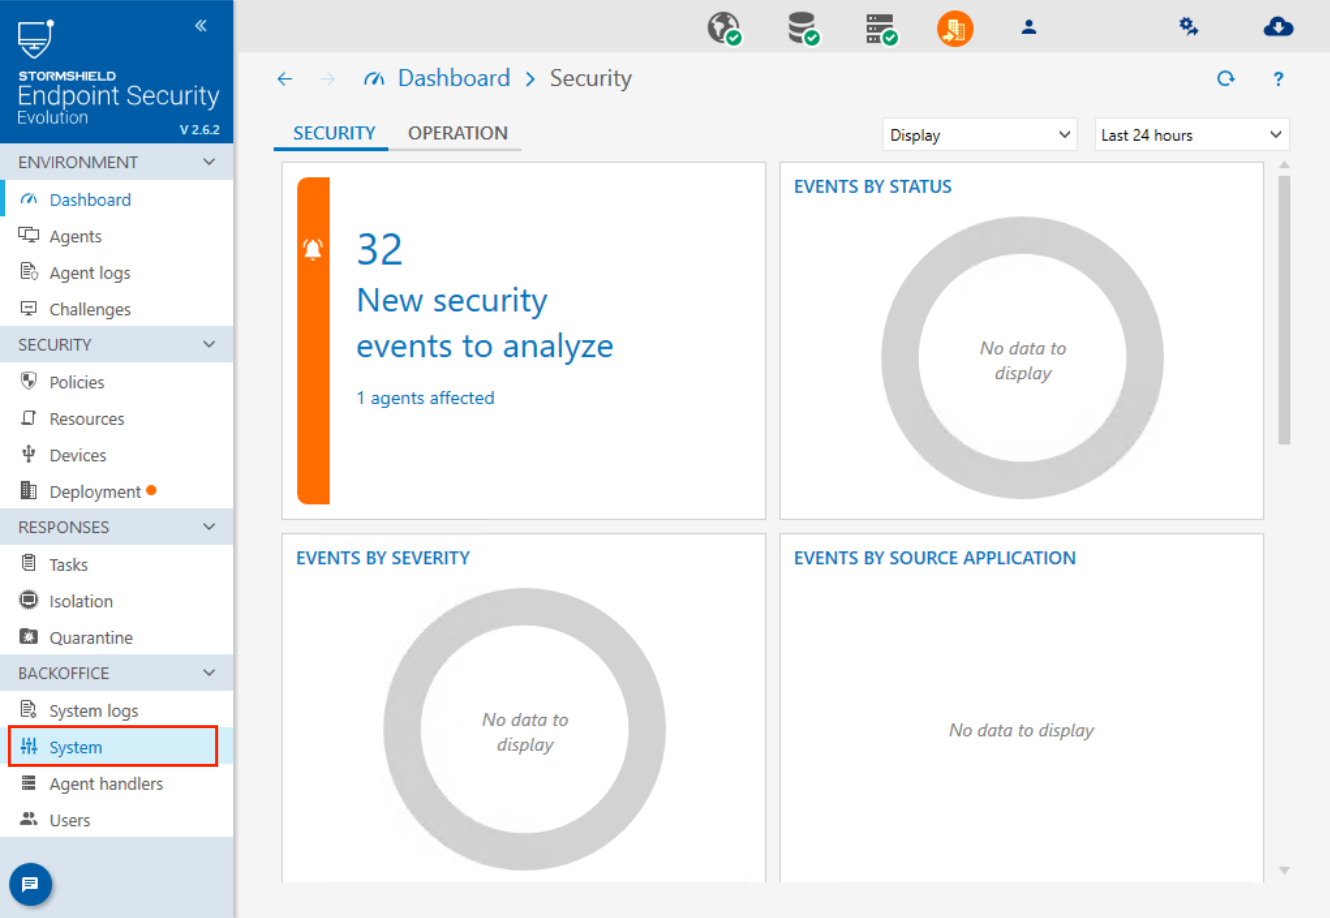 STORMSHIELD
Endpoint Security
Evolution
V 2.6.2
ENVIRONMENT
Dashboard
Agents
Agent logs
Challenges
SECURITY
Policies
Resources
Devices
Deployment
RESPONSES
Tasks
Isolation
Quarantine
BACKOFFICE
System logs
System
Agent handlers
Users
Dashboard > Security
?
SECURITY
OPERATION
Display
Last 24 hours
32
New security
events to analyze
1 agents affected
EVENTS BY STATUS
No data to
display
EVENTS BY SEVERITY
No data to
display
EVENTS BY SOURCE APPLICATION
No data to display